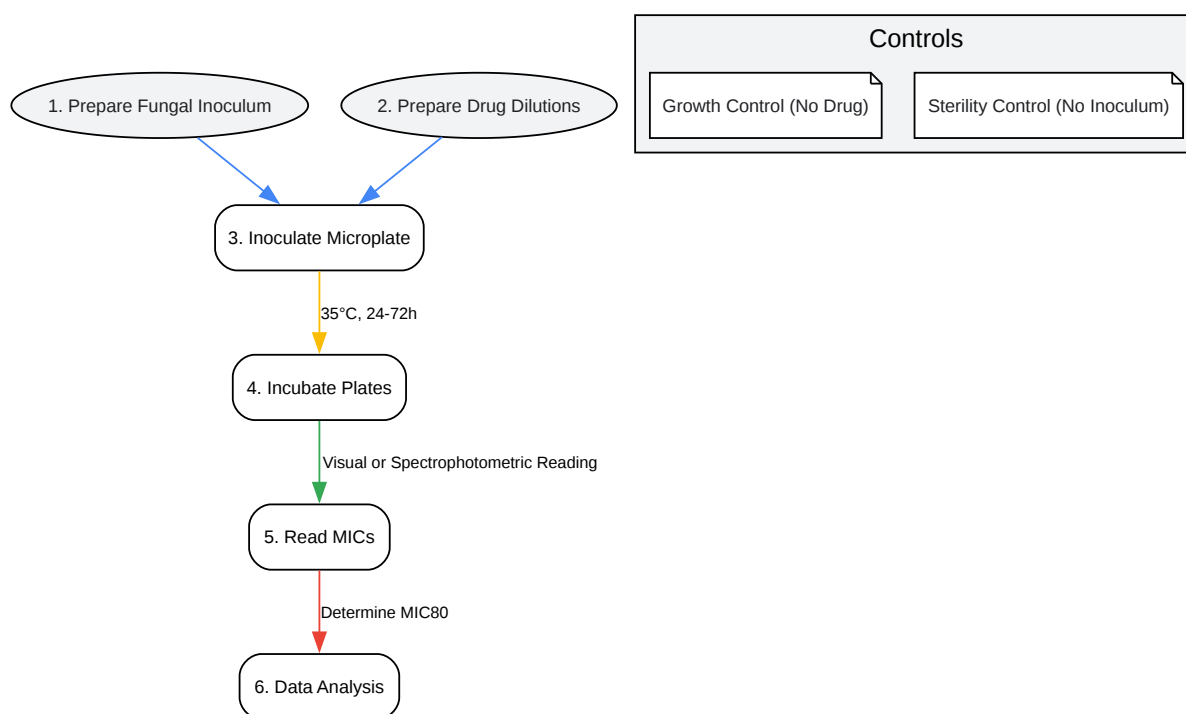 Controls
1. Prepare Fungal Inoculum
2. Prepare Drug Dilutions
Growth Control (No Drug)
Sterility Control (No Inoculum)
3. Inoculate Microplate
35°C, 24-72h
4. Incubate Plates
Visual or Spectrophotometric Reading
5. Read MICs
Determine MIC80
6. Data Analysis